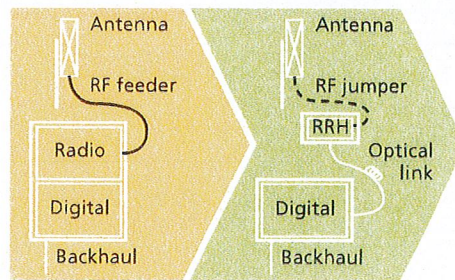 Antenna
RF feeder
Radio
Digital
Backhaul
Antenna
RF jumper
RRH
Optical
link
Digital
Backhaul